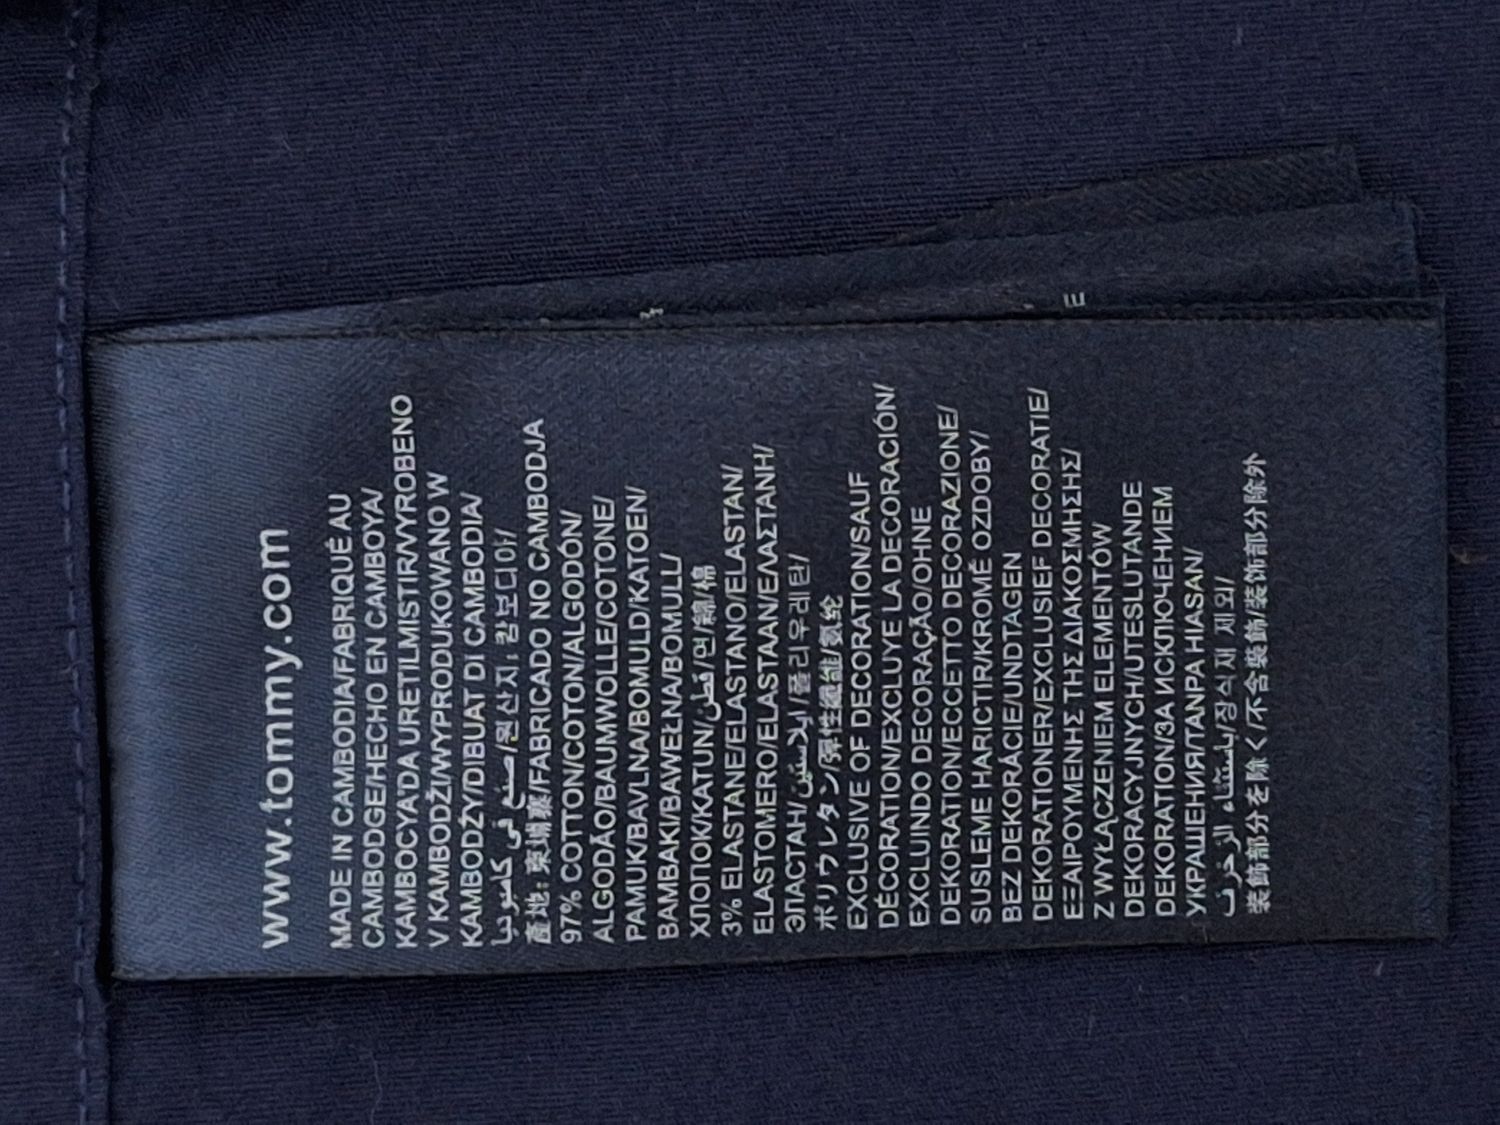 www.tommy.com
MADE IN CAMBODIA/FABRIQUÉ AU
CAMBODGE/HECHO EN CAMBOYA/
KAMBOCYA'DA URETILMISTIR/VYROBENO
V KAMBODŽI/WYPRODUKOWANO W
KAMBODŻY/DIBUAT DI CAMBODIA/
صنع في كامبوديا/원산지: 캄보디아/
產地: 柬埔寨/FABRICADO NO CAMBODJA
97% COTTON/COTON/ALGODÓN/
ALGODÃO/BAUMWOLLE/COTONE/
PAMUK/BAVLNA/BOMULD/KATOEN/
BAMBAKI/BAWEŁNA/BOMULL/
ХЛОПОК/KATUN/قطن/면/綿/棉
3% ELASTANE/ELASTANO/ELASTAN/
ELASTOMERO/ELASTAAN/ΕΛΑΣΤΑΝΗ/
ЭЛАСТАН/إيلاستين/폴리우레탄/
ポリウレタン/彈性纖維/氨纶
EXCLUSIVE OF DECORATION/SAUF
DÉCORATION/EXCLUYE LA DECORACIÓN/
EXCLUINDO DECORAÇÃO/OHNE
DEKORATION/ECCETTO DECORAZIONE/
SUSLEME HARICTIR/KROMĚ OZDOBY/
BEZ DEKORÁCIE/UNDTAGEN
DEKORATIONER/EXCLUSIEF DECORATIE/
ΕΞΑΙΡΟΥΜΕΝΗΣ ΤΗΣ ΔΙΑΚΟΣΜΗΣΗΣ/
Z WYŁĄCZENIEM ELEMENTÓW
DEKORACYJNYCH/UTESLUTANDE
DEKORATION/ЗА ИСКЛЮЧЕНИЕМ
УКРАШЕНИЯ/TANPA HIASAN/
باستثناء الزخرف/장식재 제외/
装飾部分を除く/不含裝飾/装饰部分除外
E